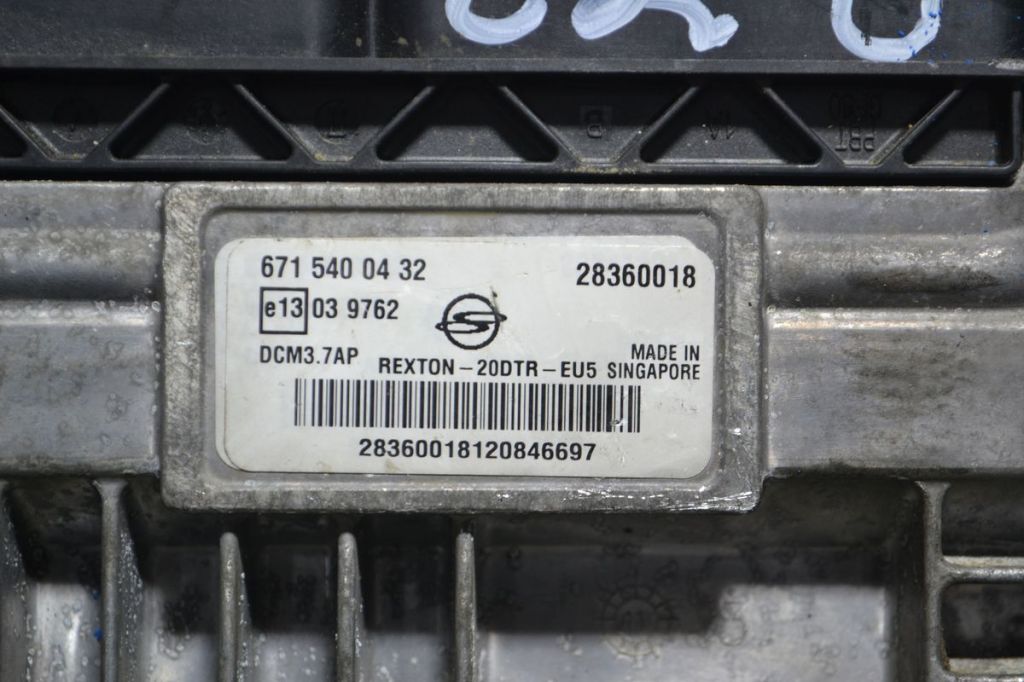 671 540 04 32
28360018
e13 03 9762
DCM3.7AP
REXTON-20DTR-EU5
MADE IN
SINGAPORE
28360018120846697